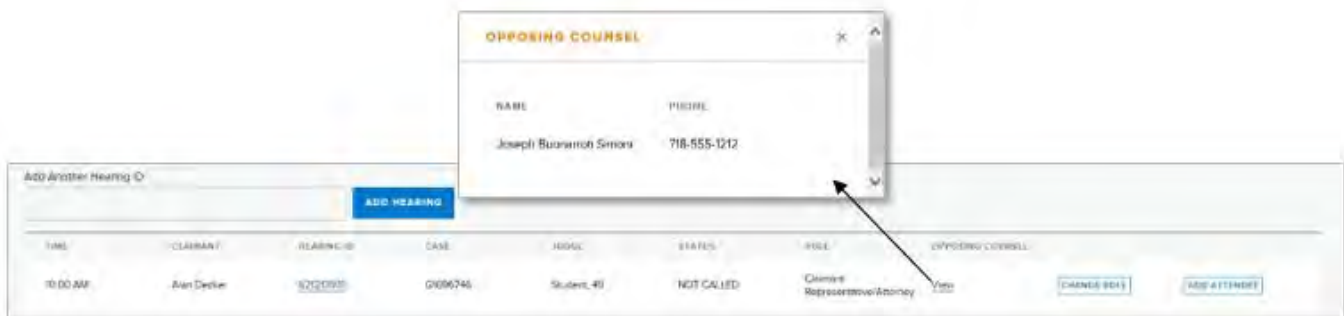 OPPOSING COUNSEL ×
NAME PHONE
Joseph Buonarroti Simoni 718-555-1212
Add Another Hearing ID
ADD HEARING
TIME CLAIMANT HEARING ID CASE JUDGE STATUS ROLE OPPOSING COUNSEL
10:00 AM Alan Decker G1096746 Student, 49 NOT CALLED Claimant Representative/Attorney View CHANGE ROLE ADD ATTENDEE